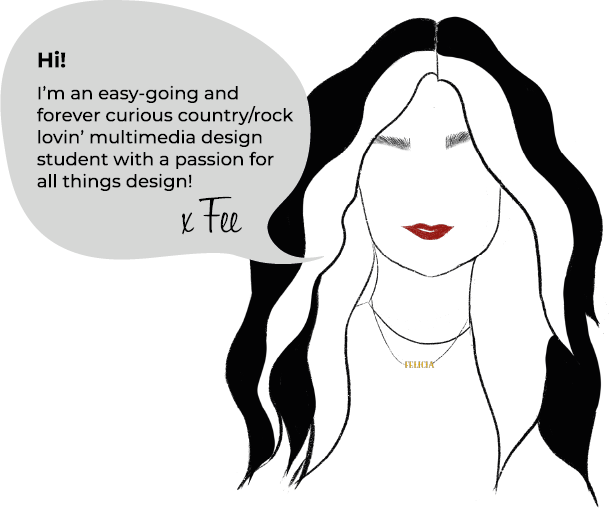 Hi!
I'm an easy-going and
forever curious country/rock
lovin' multimedia design
student with a passion for
all things design!
x Fee
FELICIA